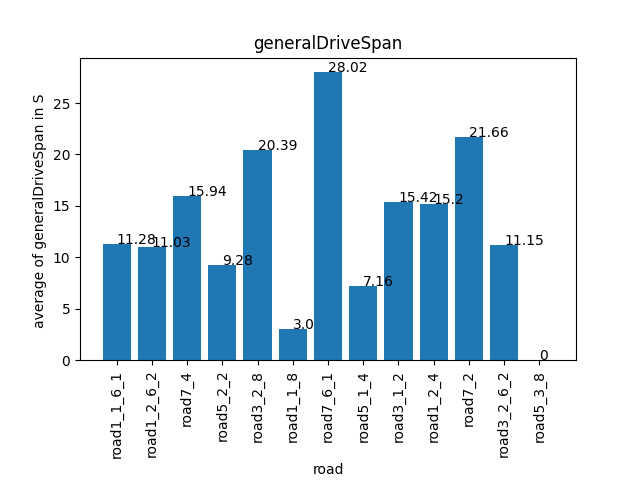 generalDriveSpan
average of generalDriveSpan in S
25
20
15
10
5
0
11.28
11.03
15.94
9.28
20.39
3.0
28.02
7.16
15.42
15.2
21.66
11.15
0
road1_1_6_1
road1_2_6_2
road7_4
road5_2_2
road3_2_8
road1_1_8
road7_6_1
road5_1_4
road3_1_2
road1_2_4
road7_2
road3_2_6_2
road5_3_8
road